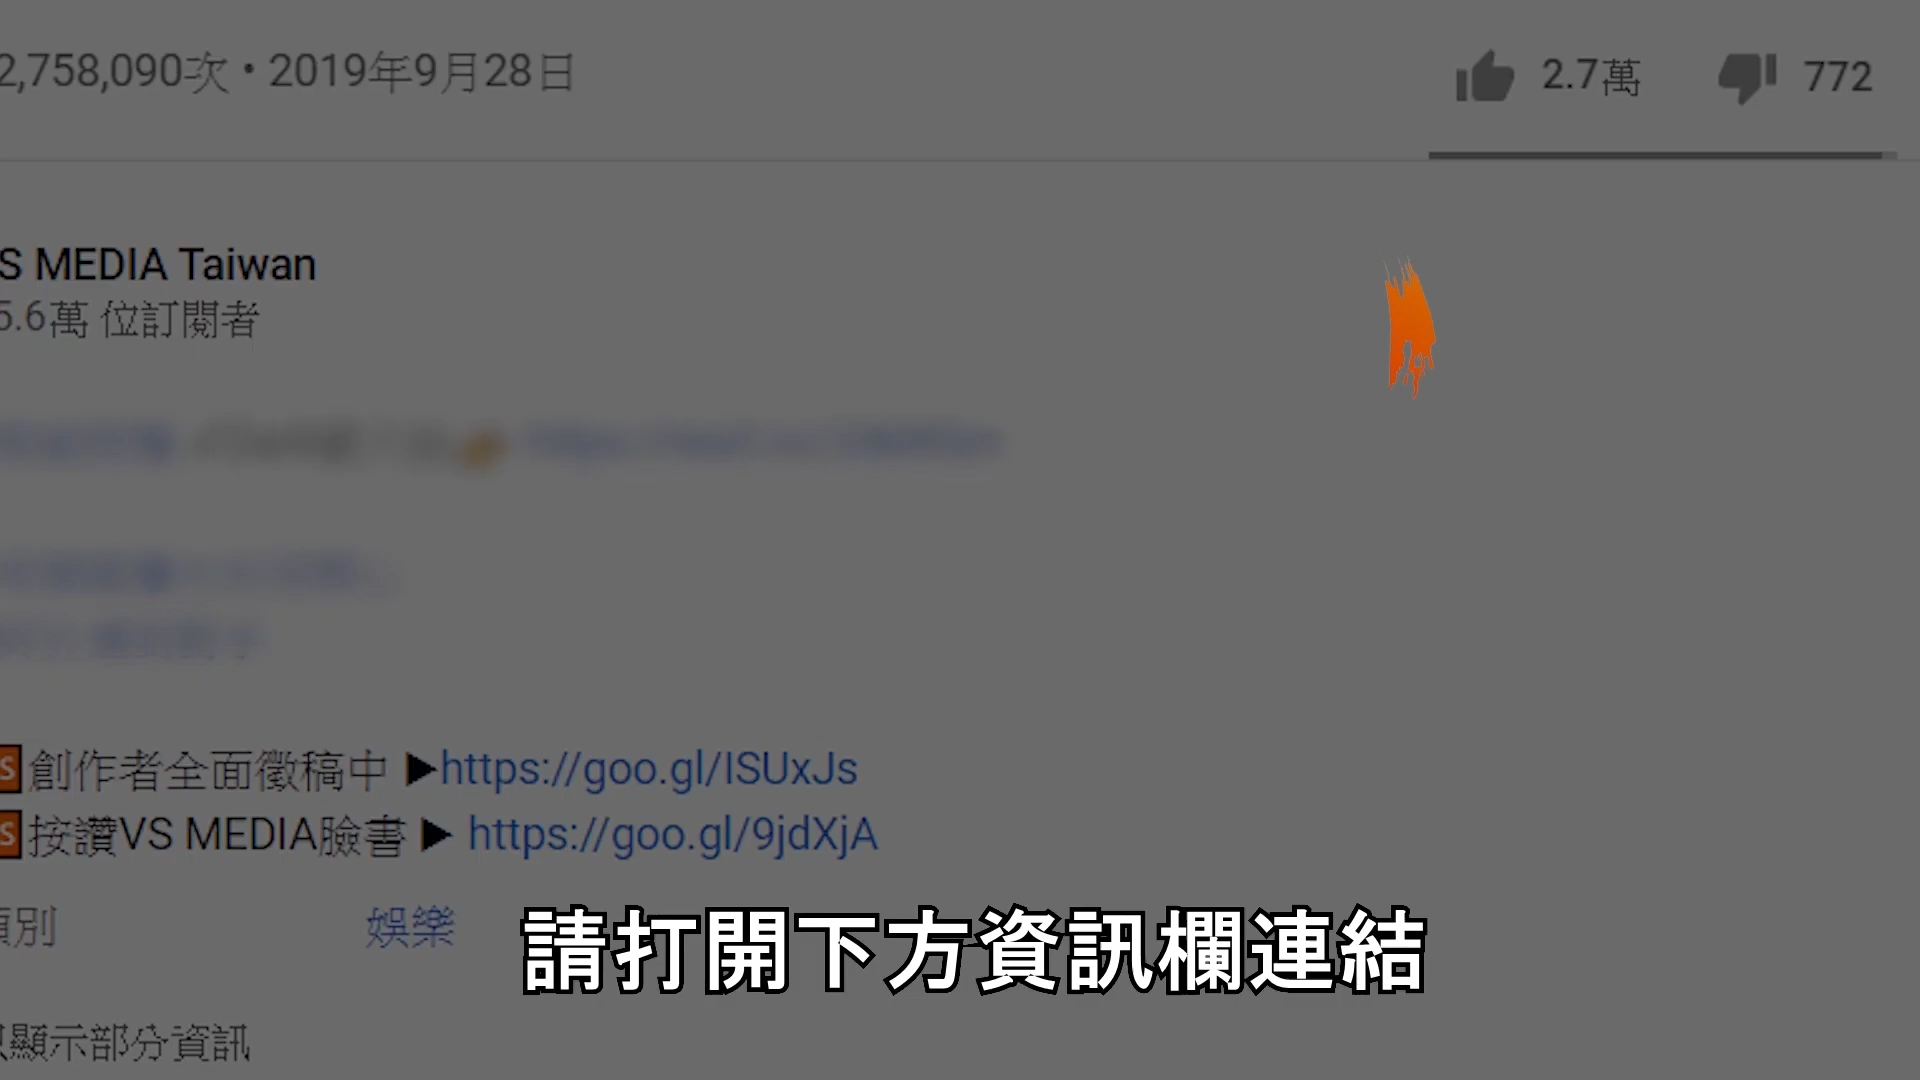 2,758,090次 • 2019年9月28日
2.7萬
772
S MEDIA Taiwan
5.6萬 位訂閱者
S 創作者全面徵稿中 ▶https://goo.gl/ISUxJs
S 按讚VS MEDIA臉書 ▶ https://goo.gl/9jdXjA
類別 娛樂
請打開下方資訊欄連結
只顯示部分資訊